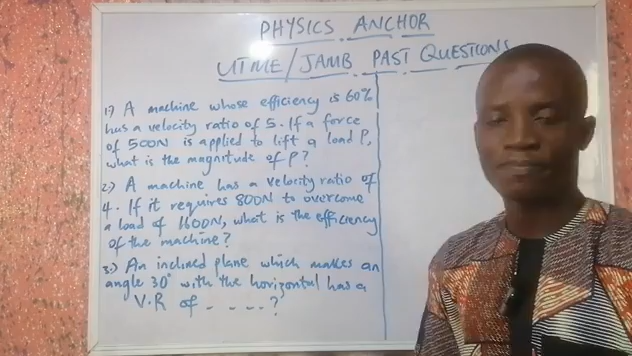 PHYSICS ANCHOR
UTME/JAMB PAST QUESTIONS
1.) A machine whose efficiency is 60%
has a velocity ratio of 5. If a force
of 500N is applied to lift a load P,
what is the magnitude of P?
2.) A machine has a velocity ratio of
4. If it requires 800N to overcome
a load of 1600N, what is the efficiency
of the machine?
3.) An inclined plane which makes an
angle 30° with the horizontal has a
V.R of - - - - ?